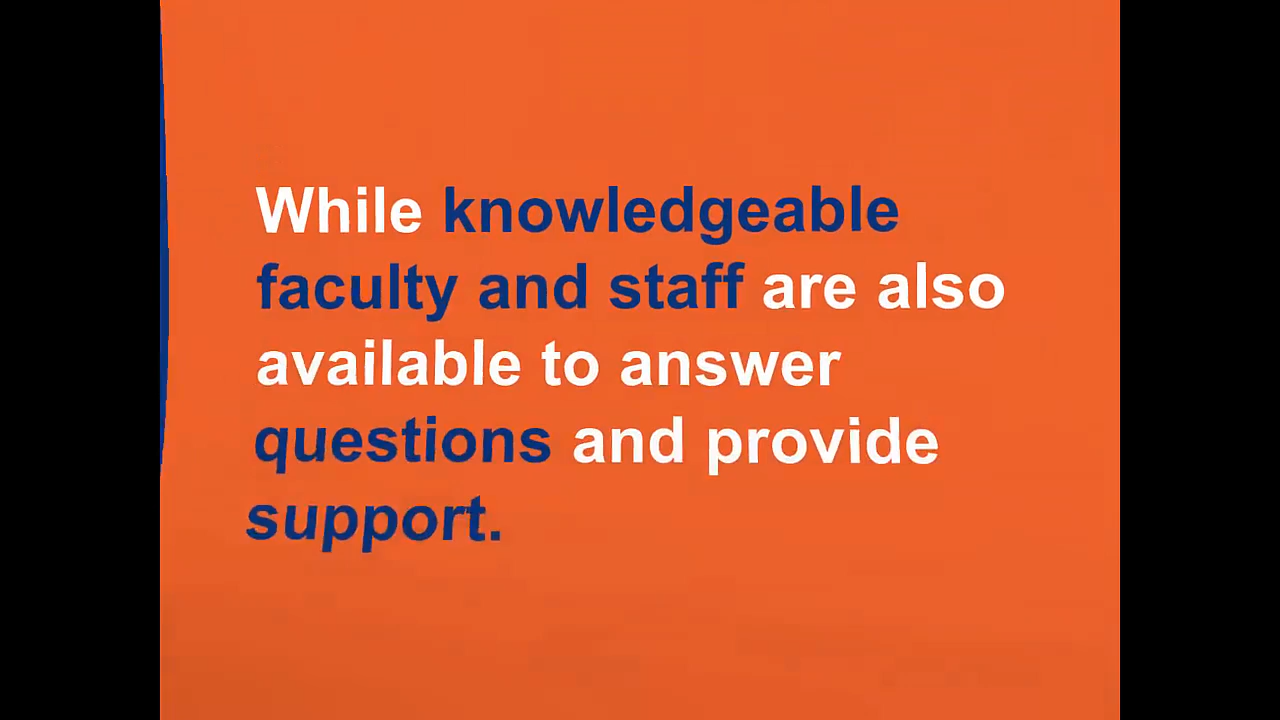 While knowledgeable
faculty and staff are also
available to answer
questions and provide
support.